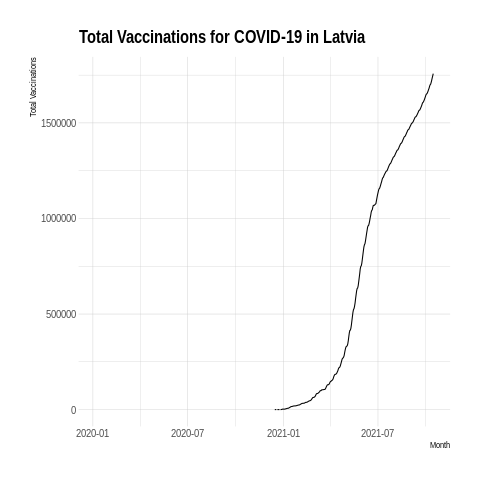 Total Vaccinations for COVID-19 in Latvia
Total Vaccinations
1500000
1000000
500000
0
2020-01 2020-07 2021-01 2021-07
Month